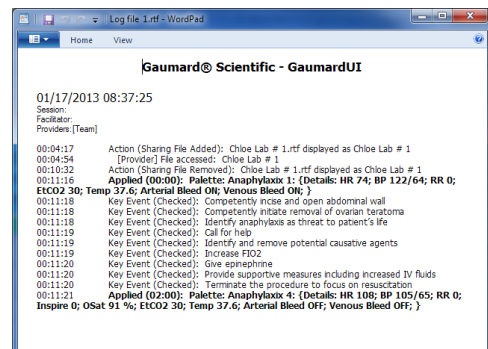 Log file 1.rtf - WordPad
Home View
Gaumard® Scientific - GaumardUI
01/17/2013 08:37:25
Session:
Facilitator:
Providers: [Team]
00:04:17 Action (Sharing File Added): Chloe Lab # 1.rtf displayed as Chloe Lab # 1
00:04:54 [Provider] File accessed: Chloe Lab # 1
00:10:32 Action (Sharing File Removed): Chloe Lab # 1.rtf displayed as Chloe Lab # 1
00:11:16 Applied (00:00): Palette: Anaphylaxix 1: {Details: HR 74; BP 122/64; RR 0;
EtCO2 30; Temp 37.6; Arterial Bleed ON; Venous Bleed ON; }
00:11:18 Key Event (Checked): Competently incise and open abdominal wall
00:11:18 Key Event (Checked): Competently initiate removal of ovarian teratoma
00:11:18 Key Event (Checked): Identify anaphylaxis as threat to patient's life
00:11:19 Key Event (Checked): Call for help
00:11:19 Key Event (Checked): Identify and remove potential causative agents
00:11:19 Key Event (Checked): Increase FIO2
00:11:20 Key Event (Checked): Give epinephrine
00:11:20 Key Event (Checked): Provide supportive measures including increased IV fluids
00:11:20 Key Event (Checked): Terminate the procedure to focus on resuscitation
00:11:21 Applied (02:00): Palette: Anaphylaxix 4: {Details: HR 108; BP 105/65; RR 0;
Inspire 0; OSat 91 %; EtCO2 30; Temp 37.6; Arterial Bleed OFF; Venous Bleed OFF; }